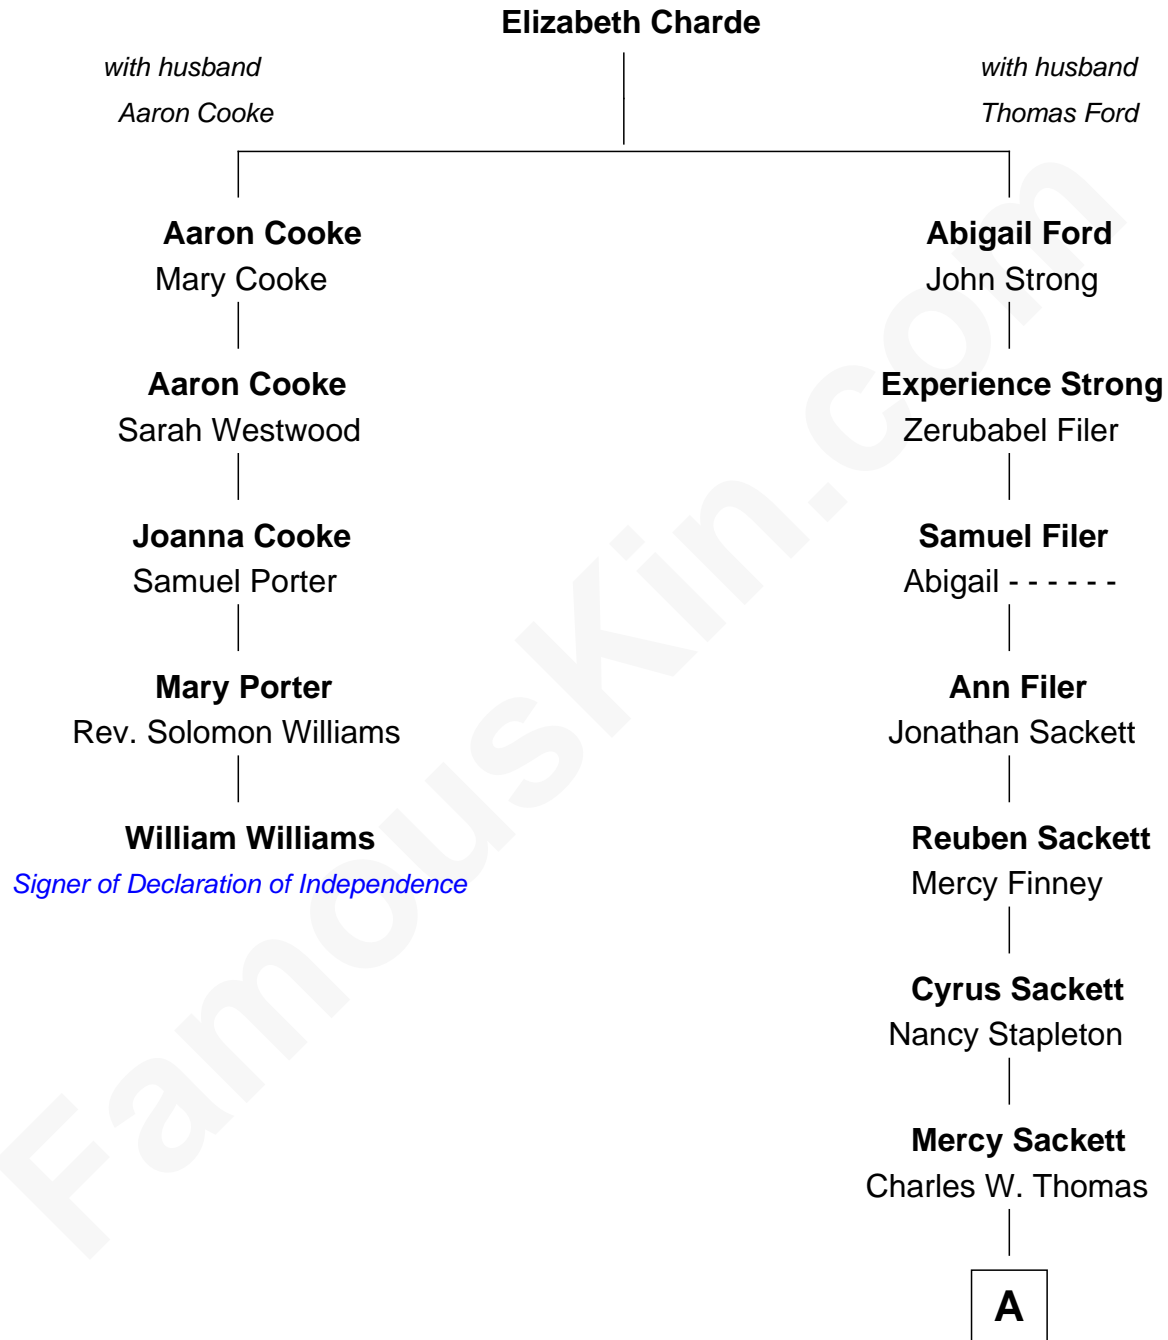 Elizabeth Charde
with husband
Aaron Cooke
with husband
Thomas Ford
Aaron Cooke
Mary Cooke
Abigail Ford
John Strong
Aaron Cooke
Sarah Westwood
Experience Strong
Zerubabel Filer
Joanna Cooke
Samuel Porter
Samuel Filer
Abigail - - - - - -
Mary Porter
Rev. Solomon Williams
Ann Filer
Jonathan Sackett
William Williams
Signer of Declaration of Independence
Reuben Sackett
Mercy Finney
Cyrus Sackett
Nancy Stapleton
Mercy Sackett
Charles W. Thomas
A
FamousKin.com